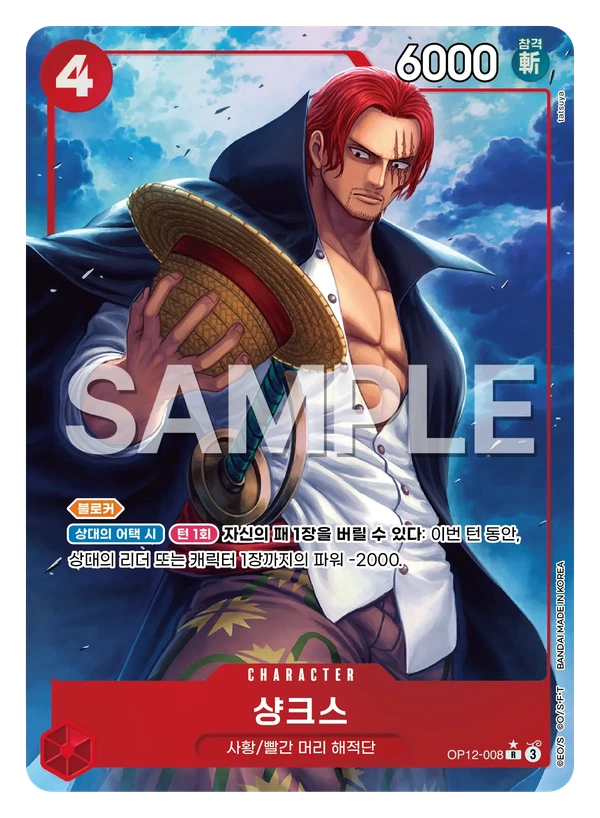 4
6000
참격
斬
tatsuya
SAMPLE
블로커
상대의 어택 시 턴 1회 자신의 패 1장을 버릴 수 있다: 이번 턴 동안,
상대의 리더 또는 캐릭터 1장까지의 파워 -2000.
CHARACTER
샹크스
사황/빨간 머리 해적단
OP12-008 R 3
©EO/S ©O/S·F·T BANDAI MADE IN KOREA